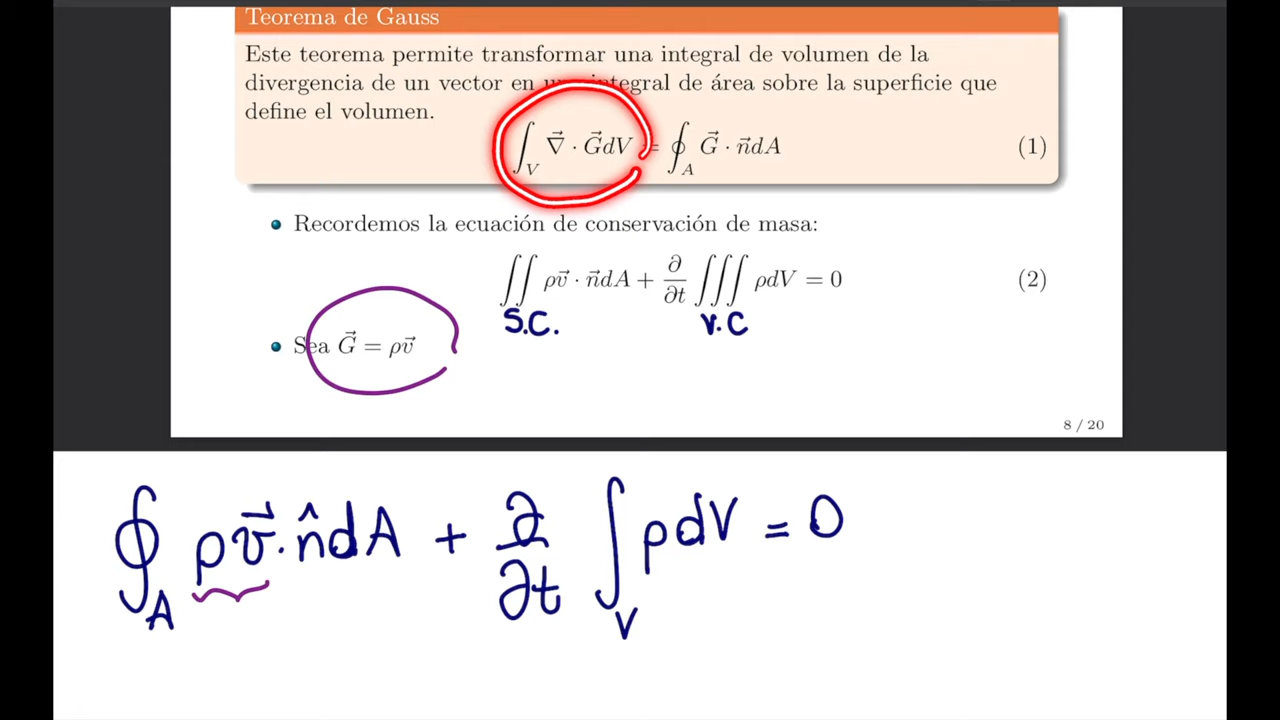 Teorema de Gauss
Este teorema permite transformar una integral de volumen de la
divergencia de un vector en una integral de área sobre la superficie que
define el volumen.
∫_V ∇⃗ · G⃗dV = ∮_A G⃗ · n⃗dA (1)
Recordemos la ecuación de conservación de masa:
∬ ρv⃗ · n⃗dA + ∂/∂t ∭ ρdV = 0 (2)
S.C. V.C
Sea G⃗ = ρv⃗
8 / 20
∮_A ρv⃗ · n̂dA + ∂/∂t ∫_V ρdV = 0